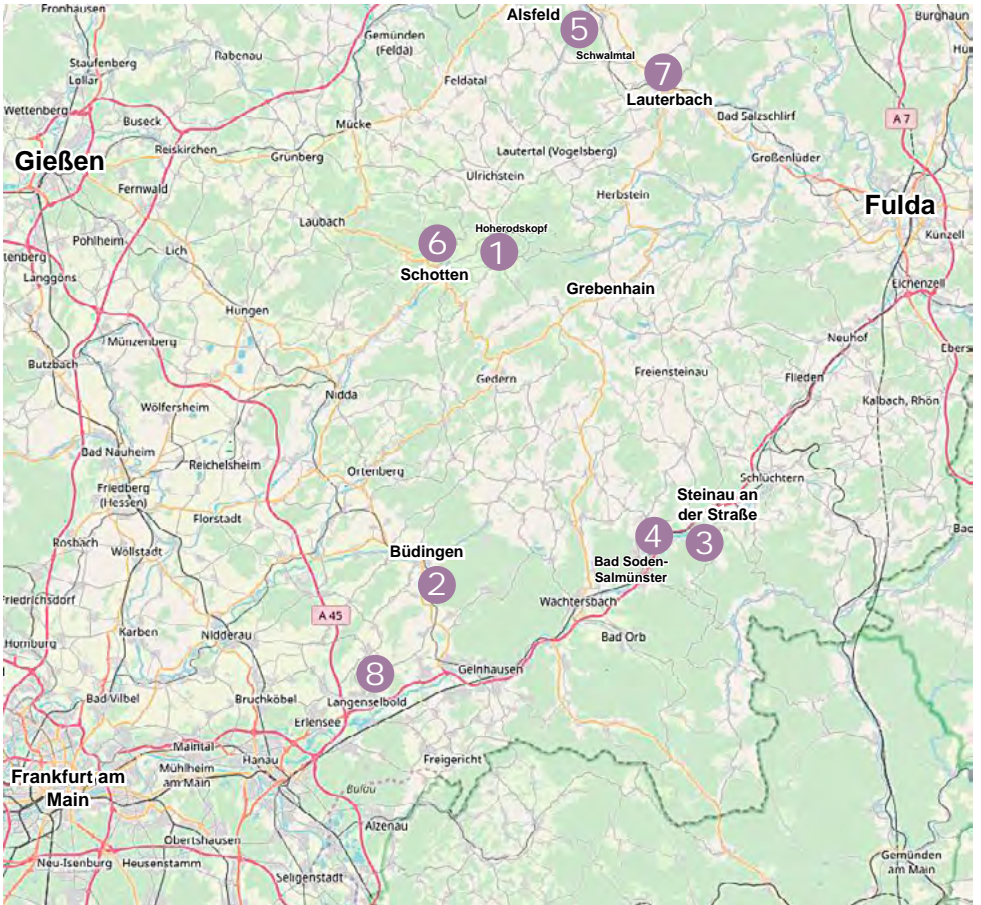 Fronhausen
Alsfeld
5
Burghaun
Gemünden
(Felda)
Rabenau
Schwalmtal
Staufenberg
Lollar
Feldatal
7
Lauterbach
Wettenberg
Buseck
Mücke
Bad Salzschlirf
A 7
Reiskirchen
Grünberg
Lautertal (Vogelsberg)
Großenlüder
Gießen
Ulrichstein
Fernwald
Herbstein
Fulda
Laubach
Hoherodskopf
Pohlheim
Lich
6
1
Künzell
Langgöns
Schotten
Grebenhain
Eichenzell
Hungen
Münzenberg
Neuhof
Butzbach
Gedern
Freiensteinau
Flieden
Nidda
Kalbach, Rhön
Wölfersheim
Bad Nauheim
Reichelsheim
Ortenberg
Schlüchtern
Friedberg
(Hessen)
Steinau an
der Straße
Florstadt
Rosbach
Wöllstadt
Büdingen
4
3
Bad Soden-
Salmünster
2
Friedrichsdorf
Wächtersbach
A 45
Karben
Nidderau
Bad Orb
Homburg
8
Gelnhausen
Bad Vilbel
Bruchköbel
Langenselbold
Erlensee
Maintal
Hanau
Freigericht
Frankfurt am
Main
Mühlheim
am Main
Bulau
Alzenau
Obertshausen
Neu-Isenburg
Heusenstamm
Gemünden
am Main
Seligenstadt